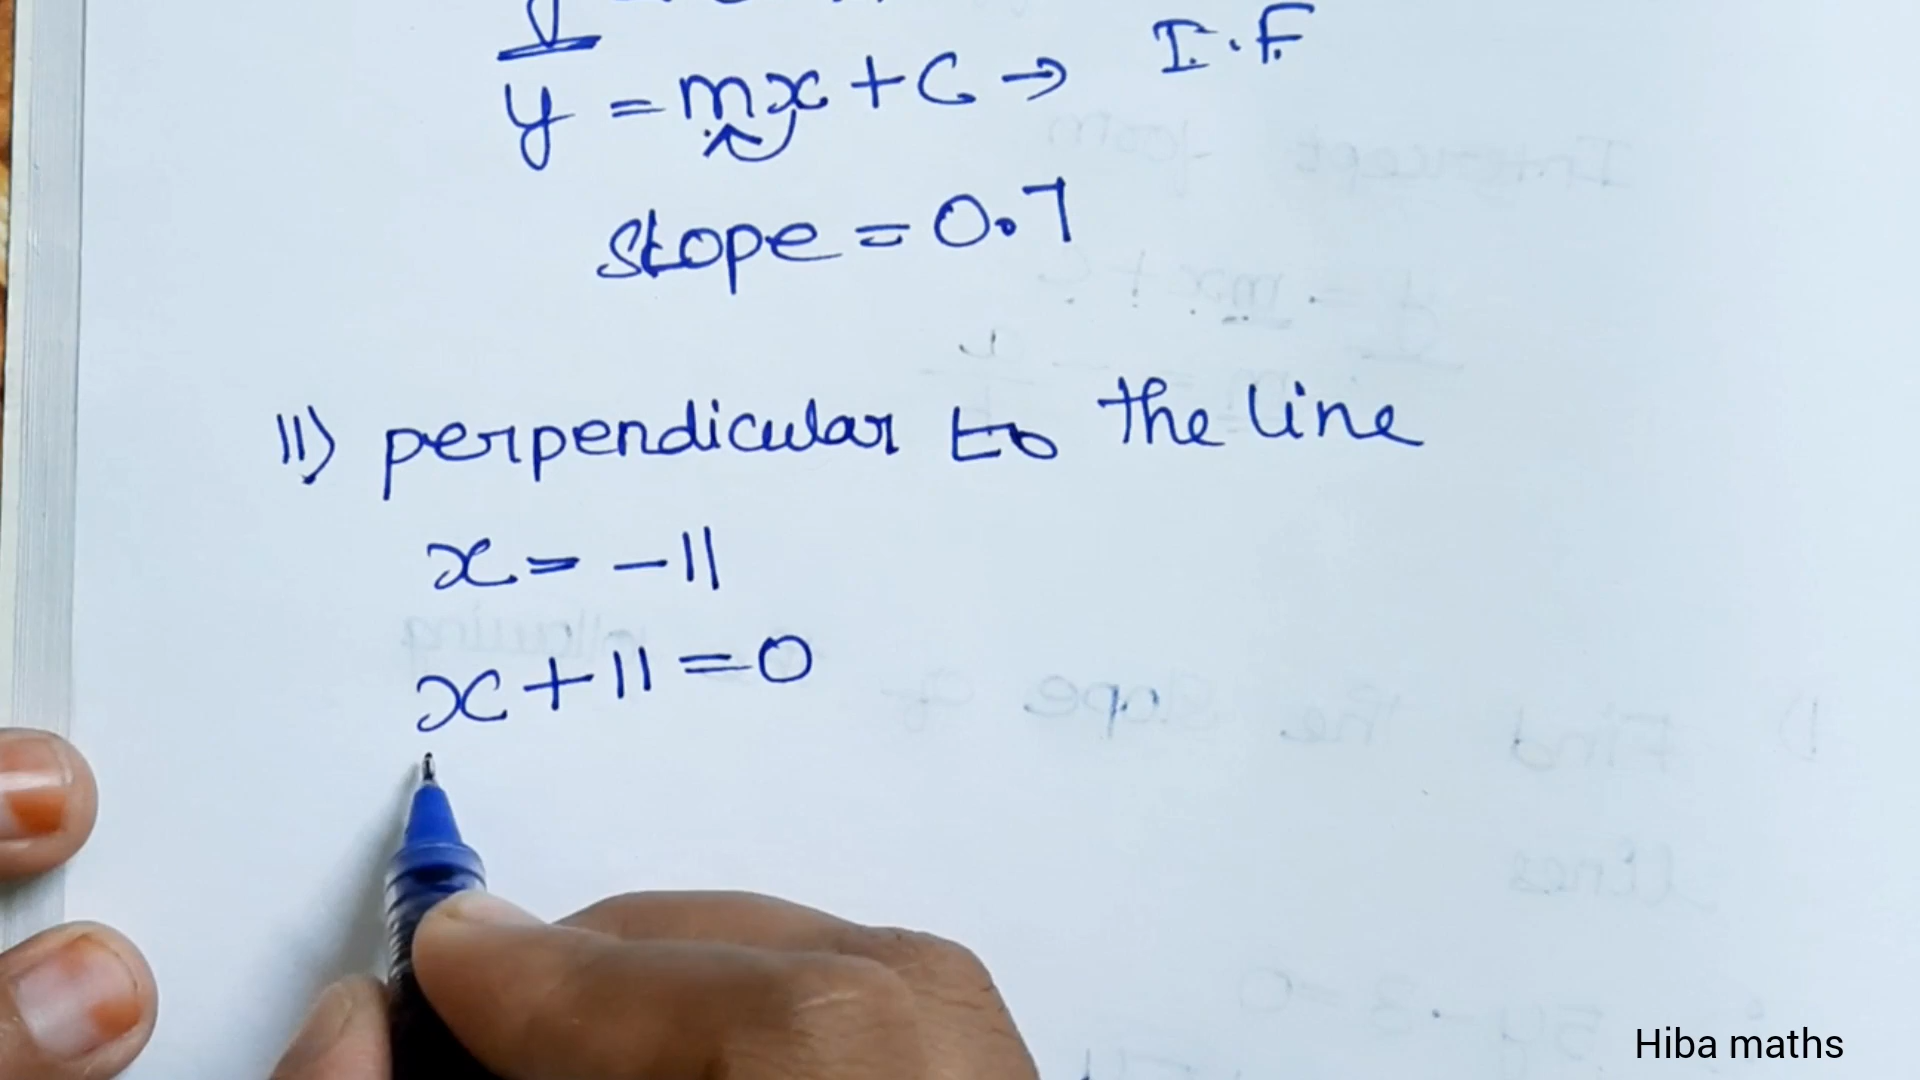 y = mx + c → I.F
slope = 0.7
II) perpendicular to the line
x = -11
x + 11 = 0
Hiba maths